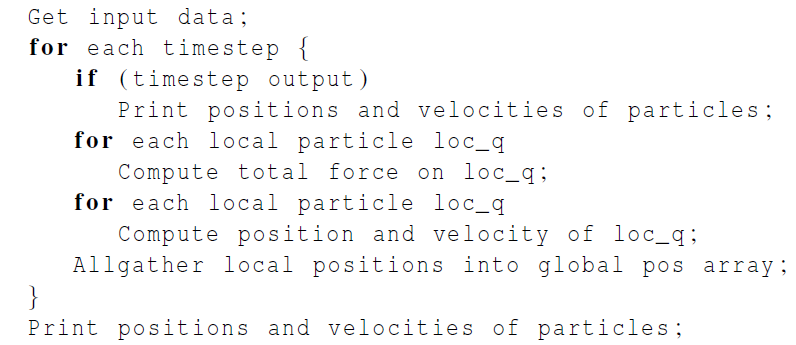 Get input data;
for each timestep {
if (timestep output)
Print positions and velocities of particles;
for each local particle loc_q
Compute total force on loc_q;
for each local particle loc_q
Compute position and velocity of loc_q;
Allgather local positions into global pos array;
}
Print positions and velocities of particles;